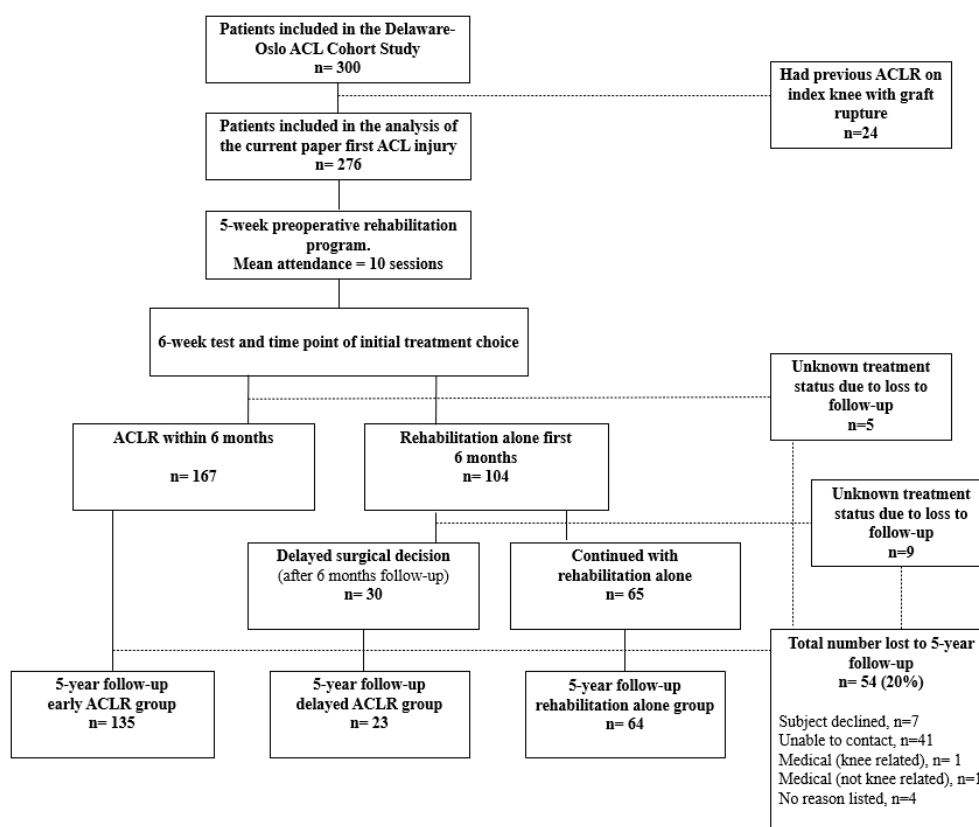 Patients included in the Delaware-
Oslo ACL Cohort Study
n= 300
Had previous ACLR on
index knee with graft
rupture
n=24
Patients included in the analysis of
the current paper first ACL injury
n= 276
5-week preoperative rehabilitation
program.
Mean attendance = 10 sessions
6-week test and time point of initial treatment choice
Unknown treatment
status due to loss to
follow-up
n=5
ACLR within 6 months
n= 167
Rehabilitation alone first
6 months
n= 104
Unknown treatment
status due to loss to
follow-up
n=9
Delayed surgical decision
(after 6 months follow-up)
n= 30
Continued with
rehabilitation alone
n= 65
Total number lost to 5-year
follow-up
n= 54 (20%)
Subject declined, n=7
Unable to contact, n=41
Medical (knee related), n= 1
Medical (not knee related), n=1
No reason listed, n=4
5-year follow-up
early ACLR group
n= 135
5-year follow-up
delayed ACLR group
n= 23
5-year follow-up
rehabilitation alone group
n= 64